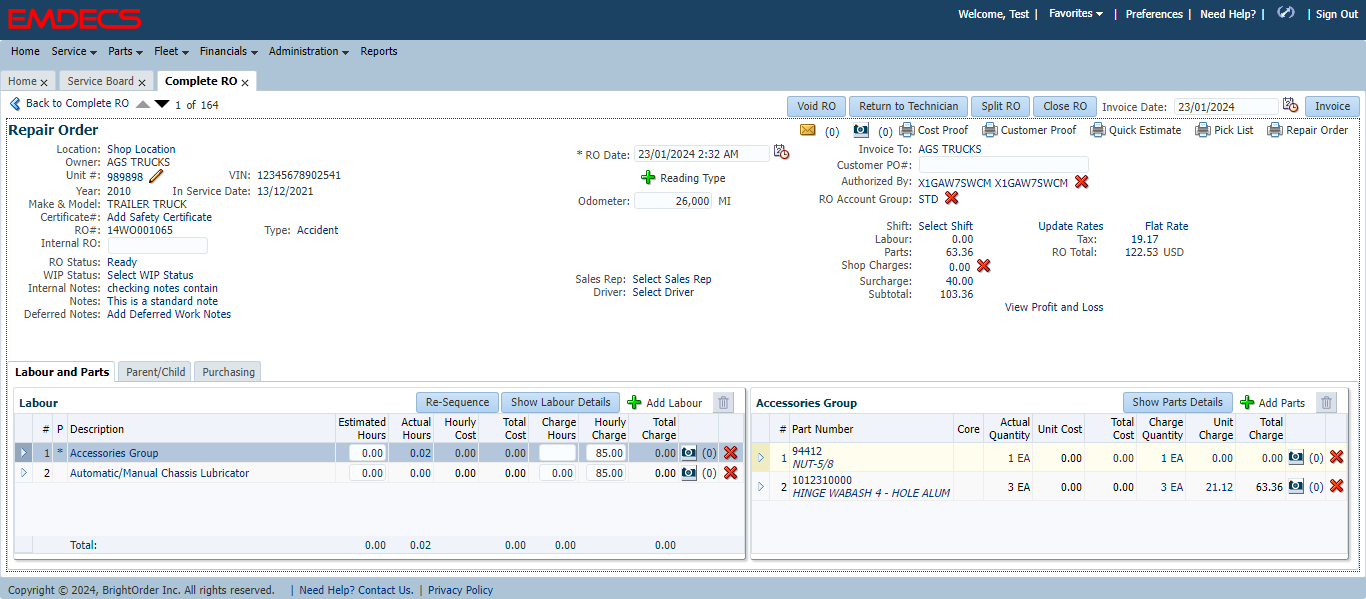 EMDECS
Welcome, Test | Favorites | Preferences | Need Help? | | Sign Out
Home Service Parts Fleet Financials Administration Reports
Home x Service Board x Complete RO x
Back to Complete RO 1 of 164
Void RO Return to Technician Split RO Close RO Invoice Date: 23/01/2024 Invoice
Repair Order
(0) (0) Cost Proof Customer Proof Quick Estimate Pick List Repair Order
Location: Shop Location
Owner: AGS TRUCKS
Unit #: 989898 VIN: 12345678902541
Year: 2010 In Service Date: 13/12/2021
Make & Model: TRAILER TRUCK
Certificate#: Add Safety Certificate
RO#: 14WO001065 Type: Accident
Internal RO:
RO Status: Ready
WIP Status: Select WIP Status
Internal Notes: checking notes contain
Notes: This is a standard note
Deferred Notes: Add Deferred Work Notes
* RO Date: 23/01/2024 2:32 AM
Reading Type
Odometer: 26,000 MI
Sales Rep: Select Sales Rep
Driver: Select Driver
Invoice To: AGS TRUCKS
Customer PO#:
Authorized By: X1GAW7SWCM X1GAW7SWCM
RO Account Group: STD
Shift: Select Shift Update Rates Flat Rate
Labour: 0.00 Tax: 19.17
Parts: 63.36 RO Total: 122.53 USD
Shop Charges: 0.00
Surcharge: 40.00
Subtotal: 103.36
View Profit and Loss
Labour and Parts Parent/Child Purchasing
Labour Re-Sequence Show Labour Details Add Labour
# P Description Estimated Hours Actual Hours Hourly Cost Total Cost Charge Hours Hourly Charge Total Charge
1 * Accessories Group 0.00 0.02 0.00 0.00 85.00 0.00 (0)
2 Automatic/Manual Chassis Lubricator 0.00 0.00 0.00 0.00 0.00 85.00 0.00 (0)
Total: 0.00 0.02 0.00 0.00 0.00
Accessories Group Show Parts Details Add Parts
# Part Number Core Actual Quantity Unit Cost Total Cost Charge Quantity Unit Charge Total Charge
1 94412 1 EA 0.00 0.00 1 EA 0.00 0.00 (0)
NUT-5/8
2 1012310000 3 EA 0.00 0.00 3 EA 21.12 63.36 (0)
HINGE WABASH 4 - HOLE ALUM
Copyright © 2024, BrightOrder Inc. All rights reserved. | Need Help? Contact Us. | Privacy Policy